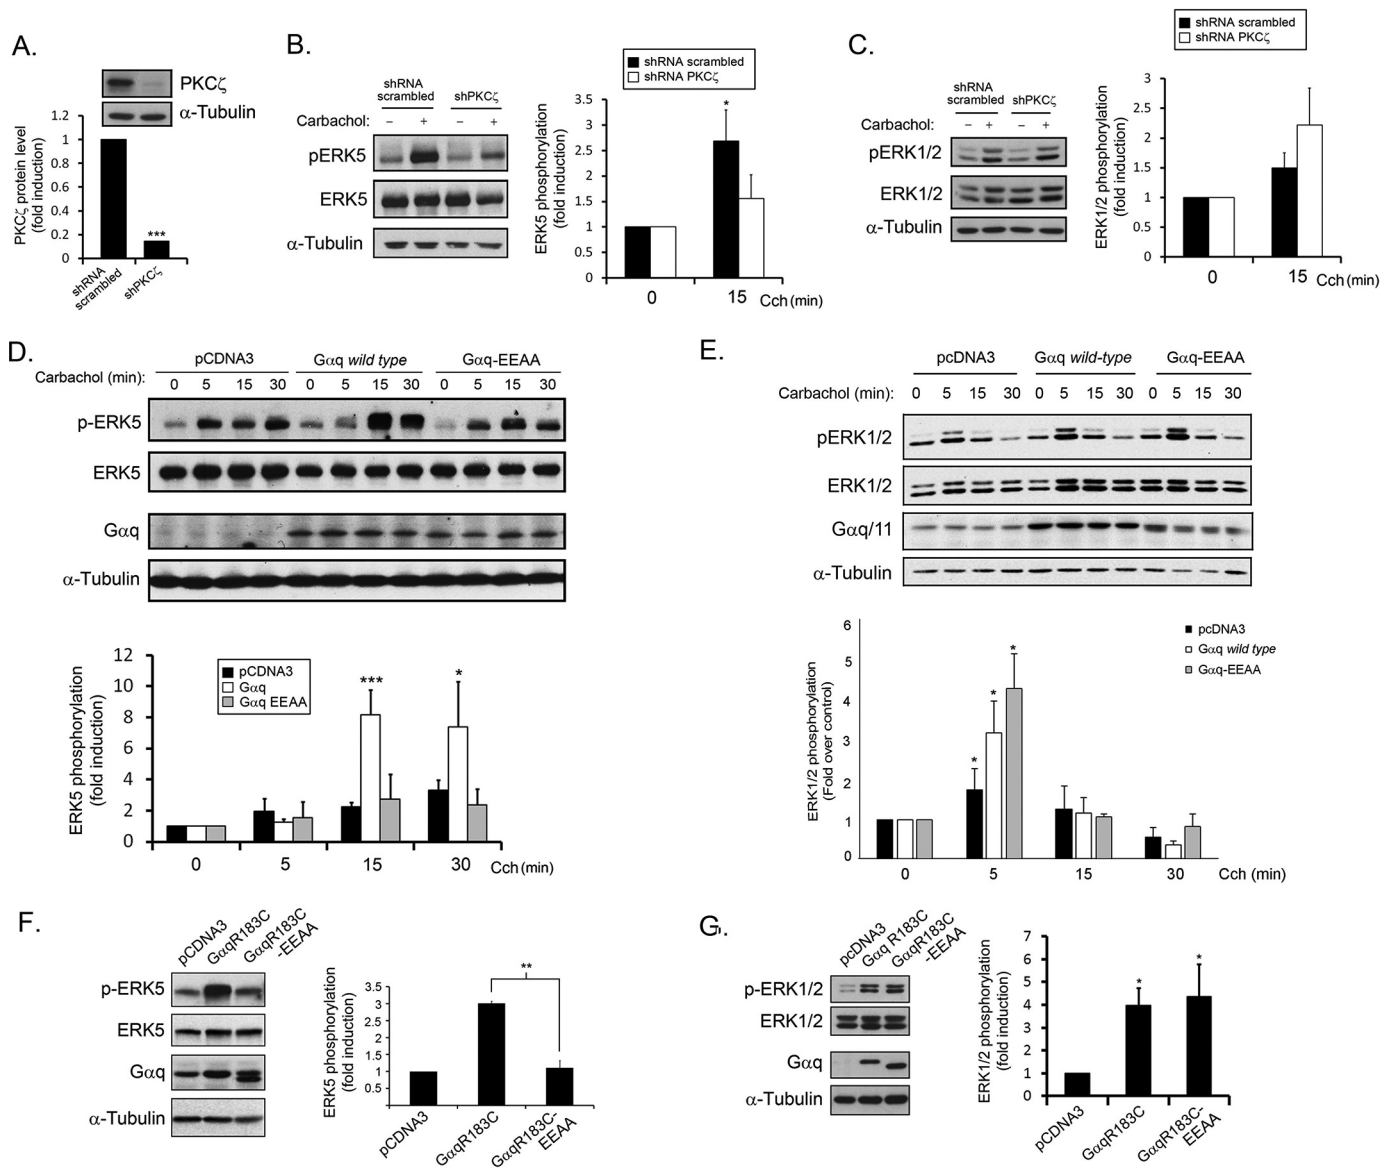 A.
PKCζ
α-Tubulin
PKCζ protein level
(fold induction)
1.2
1
0.8
0.6
0.4
0.2
0
***
shRNA
scrambled
shPKCζ
B.
shRNA
scrambled
shPKCζ
Carbachol: – + – +
pERK5
ERK5
α-Tubulin
shRNA scrambled
shRNA PKCζ
ERK5 phosphorylation
(fold induction)
3.5
3
2.5
2
1.5
1
0.5
0
*
0 15 Cch (min)
C.
shRNA
scrambled
shPKCζ
Carbachol: – + – +
pERK1/2
ERK1/2
α-Tubulin
shRNA scrambled
shRNA PKCζ
ERK1/2 phosphorylation
(fold induction)
3
2.5
2
1.5
1
0.5
0
0 15 Cch (min)
D.
pCDNA3 Gαq wild type Gαq-EEAA
Carbachol (min): 0 5 15 30 0 5 15 30 0 5 15 30
p-ERK5
ERK5
Gαq
α-Tubulin
ERK5 phosphorylation
(fold induction)
12
10
8
6
4
2
0
pCDNA3
Gαq
Gαq EEAA
***
*
0 5 15 30 Cch (min)
E.
pcDNA3 Gαq wild-type Gαq-EEAA
Carbachol (min): 0 5 15 30 0 5 15 30 0 5 15 30
pERK1/2
ERK1/2
Gαq/11
α-Tubulin
ERK1/2 phosphorylation
(Fold over control)
6
5
4
3
2
1
0
pcDNA3
Gαq wild type
Gαq-EEAA
*
*
*
0 5 15 30 Cch (min)
F.
pCDNA3
GαqR183C
GαqR183C
-EEAA
p-ERK5
ERK5
Gαq
α-Tubulin
ERK5 phosphorylation
(fold induction)
3.5
3
2.5
2
1.5
1
0.5
**
pCDNA3
GαqR183C
GαqR183C-
EEAA
G.
pcDNA3
Gαq R183C
GαqR183C
-EEAA
p-ERK1/2
ERK1/2
Gαq
α-Tubulin
ERK1/2 phosphorylation
(fold induction)
7
6
5
4
3
2
1
0
*
*
pCDNA3
GαqR183C
GαqR183C-
EEAA